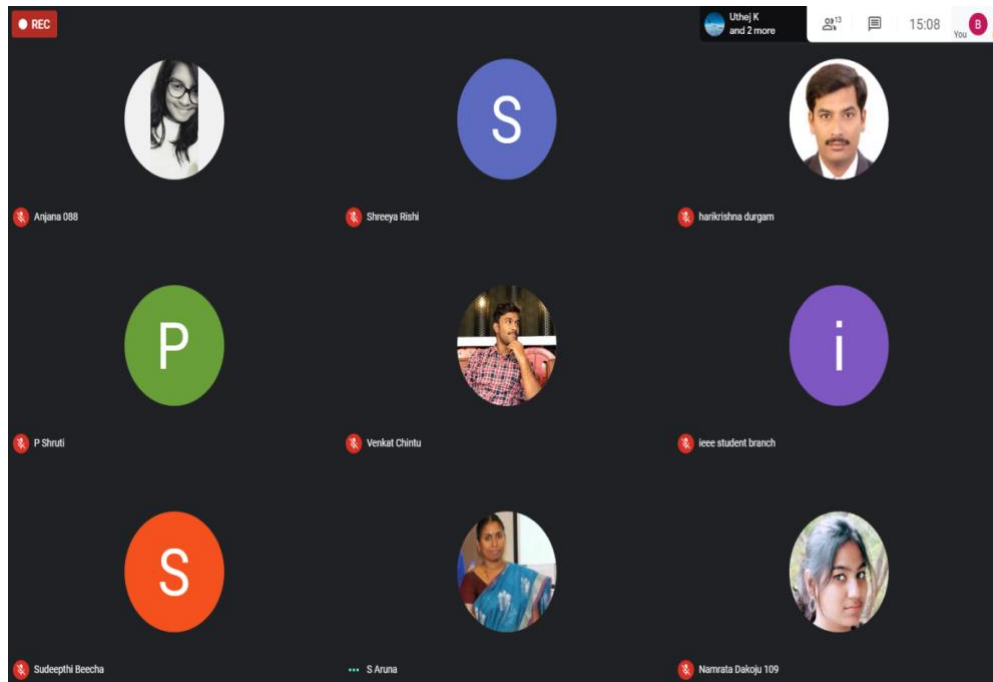 REC
Uthej K
and 2 more
13
15:08
You
B
S
Anjana 088
Shreeya Rishi
harikrishna durgam
P
i
P Shruti
Venkat Chintu
ieee student branch
S
Sudeepthi Beecha
S Aruna
Namrata Dakoju 109